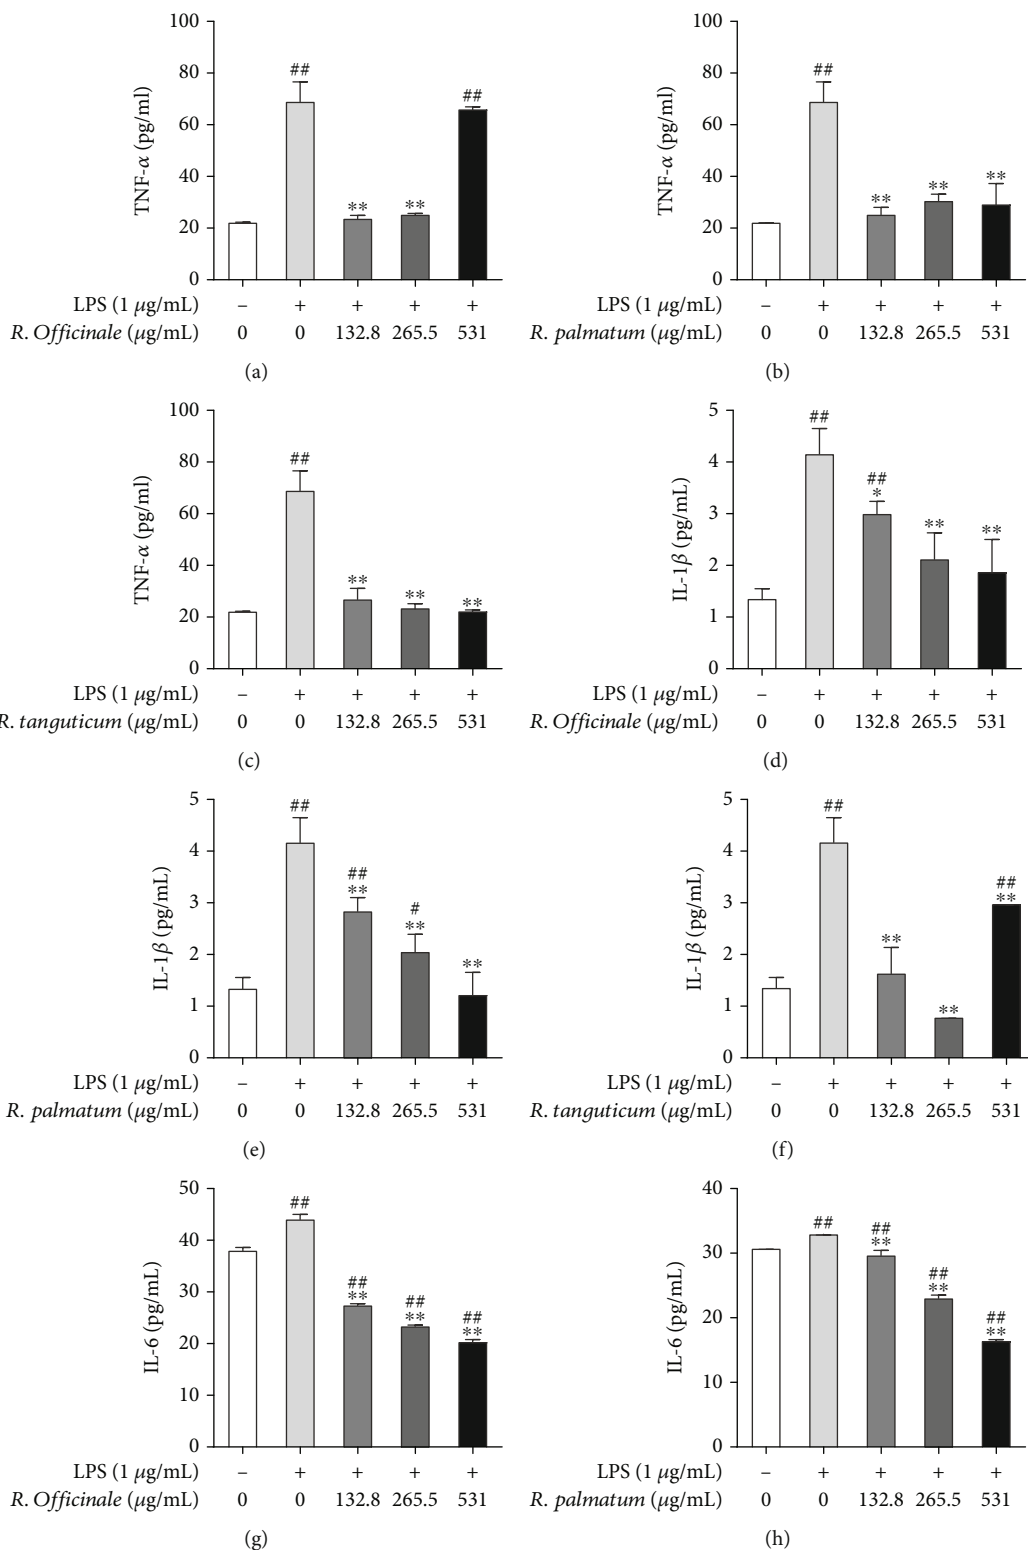 100
80
60
40
20
0
TNF-α (pg/ml)
##
**
**
##
LPS (1 μg/mL)
– + + + +
R. Officinale (μg/mL)
0 0 132.8 265.5 531
(a)
100
80
60
40
20
0
TNF-α (pg/ml)
##
**
**
**
LPS (1 μg/mL)
– + + + +
R. palmatum (μg/mL)
0 0 132.8 265.5 531
(b)
100
80
60
40
20
0
TNF-α (pg/ml)
##
**
**
**
LPS (1 μg/mL)
– + + + +
R. tanguticum (μg/mL)
0 0 132.8 265.5 531
(c)
5
4
3
2
1
0
IL-1β (pg/mL)
##
##
*
**
**
LPS (1 μg/mL)
– + + + +
R. Officinale (μg/mL)
0 0 132.8 265.5 531
(d)
5
4
3
2
1
0
IL-1β (pg/mL)
##
##
**
#
**
**
LPS (1 μg/mL)
– + + + +
R. palmatum (μg/mL)
0 0 132.8 265.5 531
(e)
5
4
3
2
1
0
IL-1β (pg/mL)
##
**
**
##
**
LPS (1 μg/mL)
– + + + +
R. tanguticum (μg/mL)
0 0 132.8 265.5 531
(f)
50
40
30
20
10
0
IL-6 (pg/mL)
##
##
**
##
**
##
**
LPS (1 μg/mL)
– + + + +
R. Officinale (μg/mL)
0 0 132.8 265.5 531
(g)
40
30
20
10
0
IL-6 (pg/mL)
##
##
**
##
**
##
**
LPS (1 μg/mL)
– + + + +
R. palmatum (μg/mL)
0 0 132.8 265.5 531
(h)